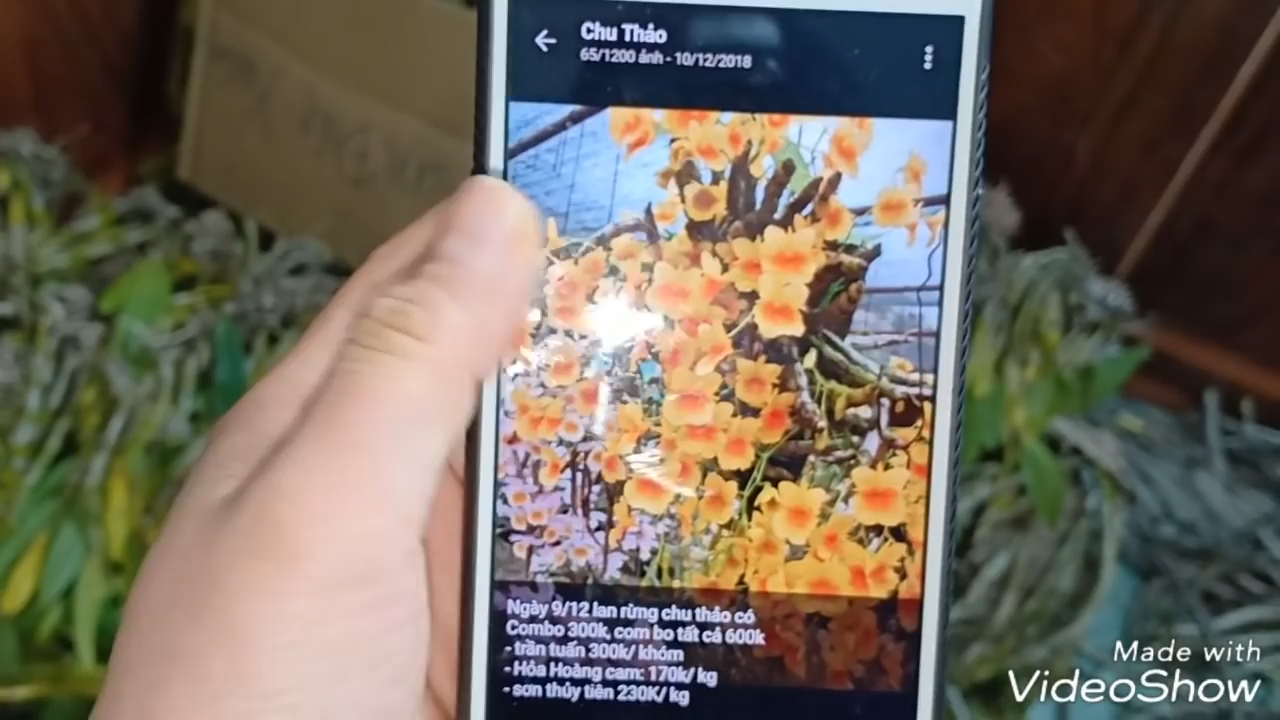 Chu Thảo
65/1200 ảnh - 10/12/2018
Ngày 9/12 lan rừng chu thảo có
Combo 300k, com bo tất cả 600k
- trần tuấn 300k/ khóm
- Hỏa Hoàng cam: 170k/ kg
- sơn thủy tiên 230K/ kg
Made with
VideoShow